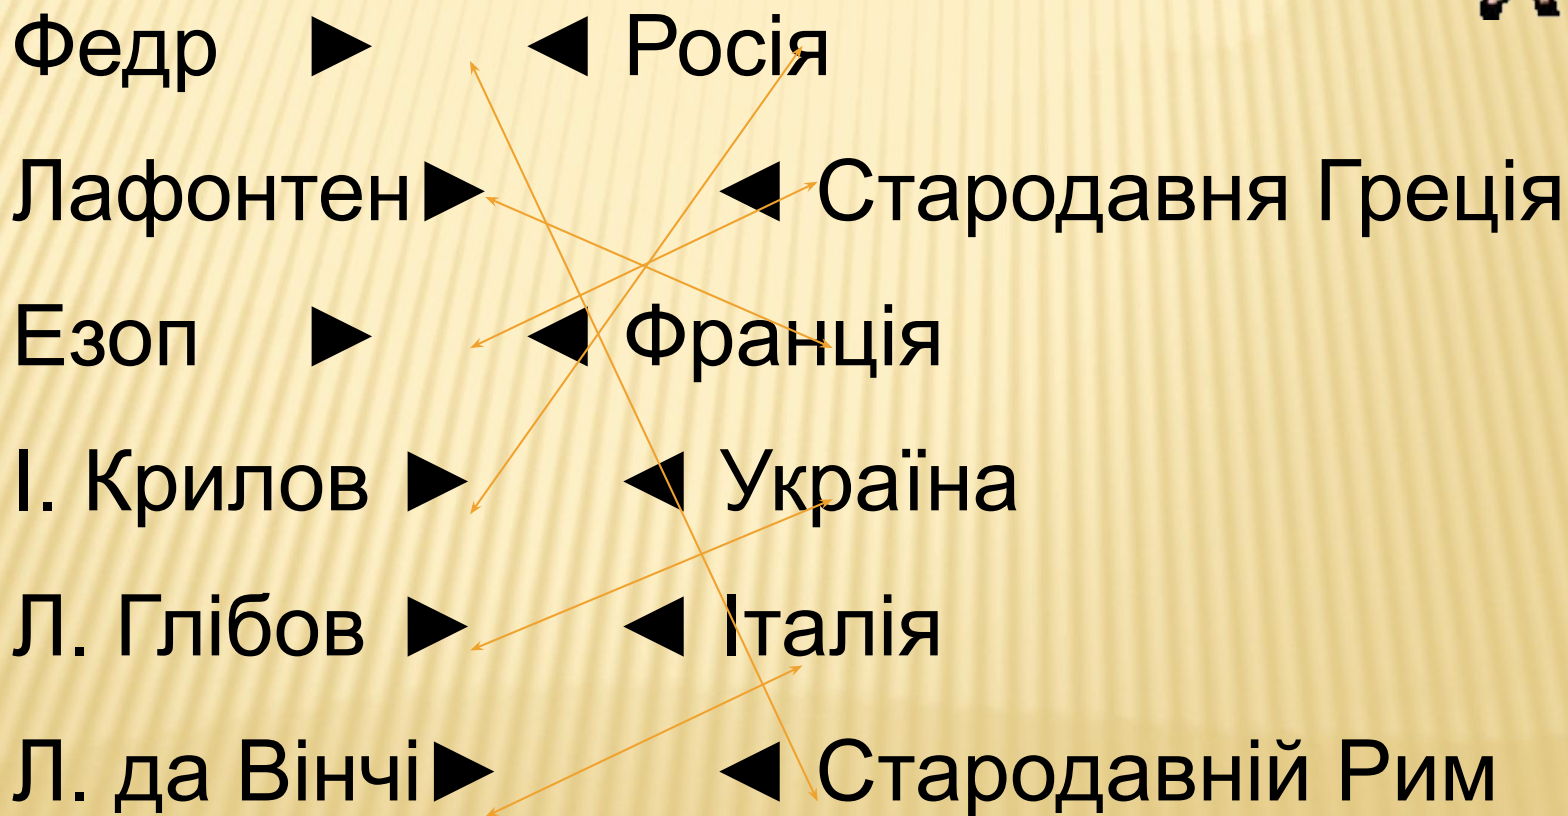 Федр ► ◄ Росія
Лафонтен► ◄ Стародавня Греція
Езоп ► ◄ Франція
І. Крилов ► ◄ Україна
Л. Глібов ► ◄ Італія
Л. да Вінчі► ◄ Стародавній Рим